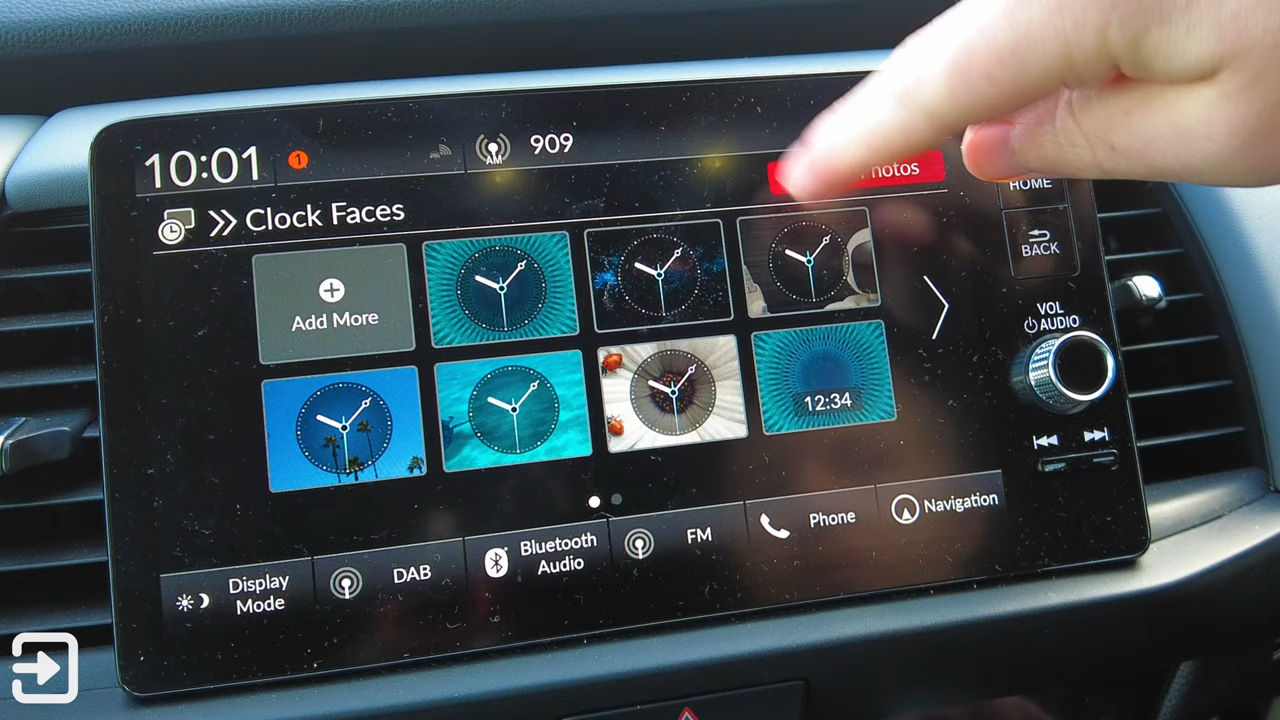 10:01
1
AM
909
hotos
HOME
Clock Faces
BACK
Add More
VOL
AUDIO
12:34
Display
Mode
DAB
Bluetooth
Audio
FM
Phone
Navigation